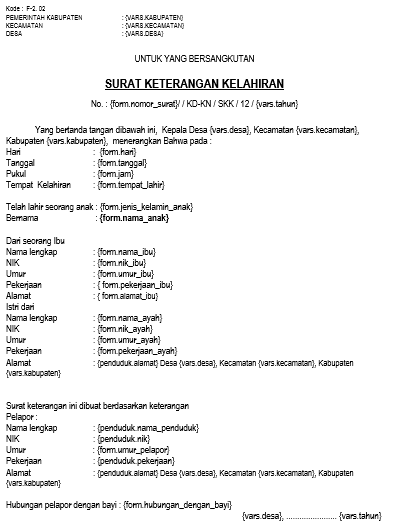 Kode : F-2. 02
PEMERINTAH KABUPATEN : {VARS.KABUPATEN}
KECAMATAN : {VARS.KECAMATAN}
DESA : {VARS.DESA}
UNTUK YANG BERSANGKUTAN
SURAT KETERANGAN KELAHIRAN
No. : {form.nomor_surat}/ / KD-KN / SKK / 12 / {vars.tahun}
Yang bertanda tangan dibawah ini, Kepala Desa {vars.desa}, Kecamatan {vars.kecamatan},
Kabupaten {vars.kabupaten}, menerangkan Bahwa pada :
Hari : {form.hari}
Tanggal : {form.tanggal}
Pukul : {form.jam}
Tempat Kelahiran : {form.tempat_lahir}
Telah lahir seorang anak : {form.jenis_kelamin_anak}
Bernama : {form.nama_anak}
Dari seorang Ibu
Nama lengkap : {form.nama_ibu}
NIK : {form.nik_ibu}
Umur : {form.umur_ibu}
Pekerjaan : { form.pekerjaan_ibu}
Alamat : { form.alamat_ibu}
Istri dari
Nama lengkap : {form.nama_ayah}
NIK : {form.nik_ayah}
Umur : {form.umur_ayah}
Pekerjaan : {form.pekerjaan_ayah}
Alamat : {penduduk.alamat} Desa {vars.desa}, Kecamatan {vars.kecamatan}, Kabupaten
{vars.kabupaten}
Surat keterangan ini dibuat berdasarkan keterangan
Pelapor :
Nama lengkap : {penduduk.nama_penduduk}
NIK : {penduduk.nik}
Umur : {form.umur_pelapor}
Pekerjaan : {penduduk.pekerjaan}
Alamat : {penduduk.alamat} Desa {vars.desa}, Kecamatan {vars.kecamatan}, Kabupaten
{vars.kabupaten}
Hubungan pelapor dengan bayi : {form.hubungan_dengan_bayi}
{vars.desa}, ........................ {vars.tahun}